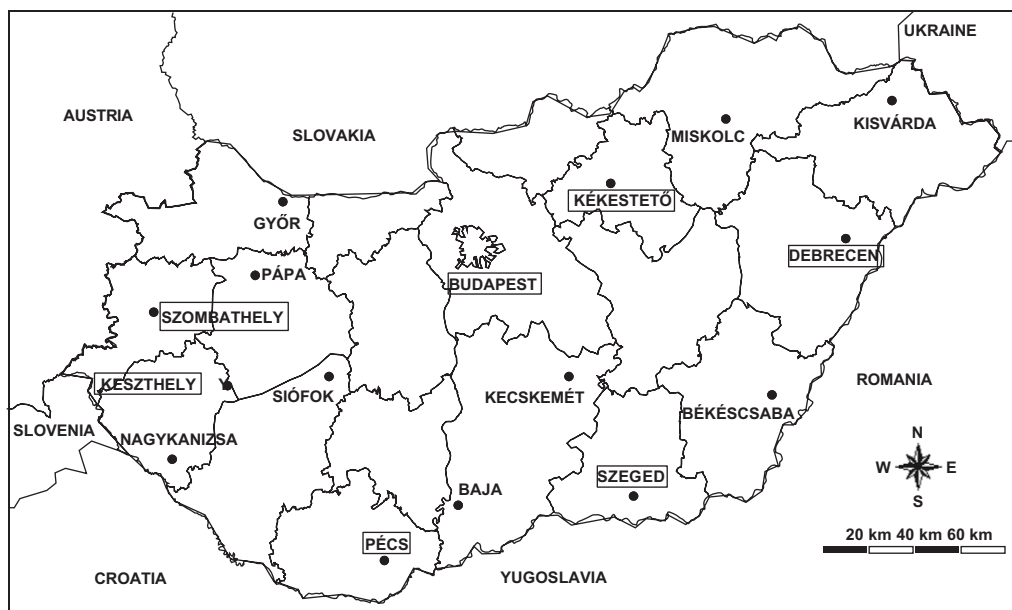 UKRAINE
AUSTRIA
SLOVAKIA
MISKOLC
KISVÁRDA
KÉKESTETŐ
GYŐR
DEBRECEN
PÁPA
BUDAPEST
SZOMBATHELY
KESZTHELY Y
SIÓFOK
KECSKEMÉT
ROMANIA
BÉKÉSCSABA
SLOVENIA
NAGYKANIZSA
N
W E
S
SZEGED
BAJA
20 km 40 km 60 km
PÉCS
CROATIA
YUGOSLAVIA